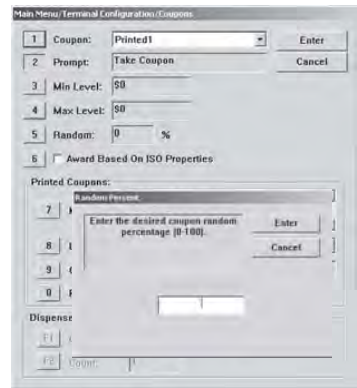 Main Menu/Terminal Configuration/Coupons
1 Coupon: Printed1 Enter
2 Prompt: Take Coupon Cancel
3 Min Level: $0
4 Max Level: $0
5 Random: 0 %
6 Award Based On ISO Properties
Printed Coupons:
Random Percent
7
Enter the desired coupon random Enter
percentage (0-100).
8 Cancel
9
0
Dispense
F1
F2 Count: 1